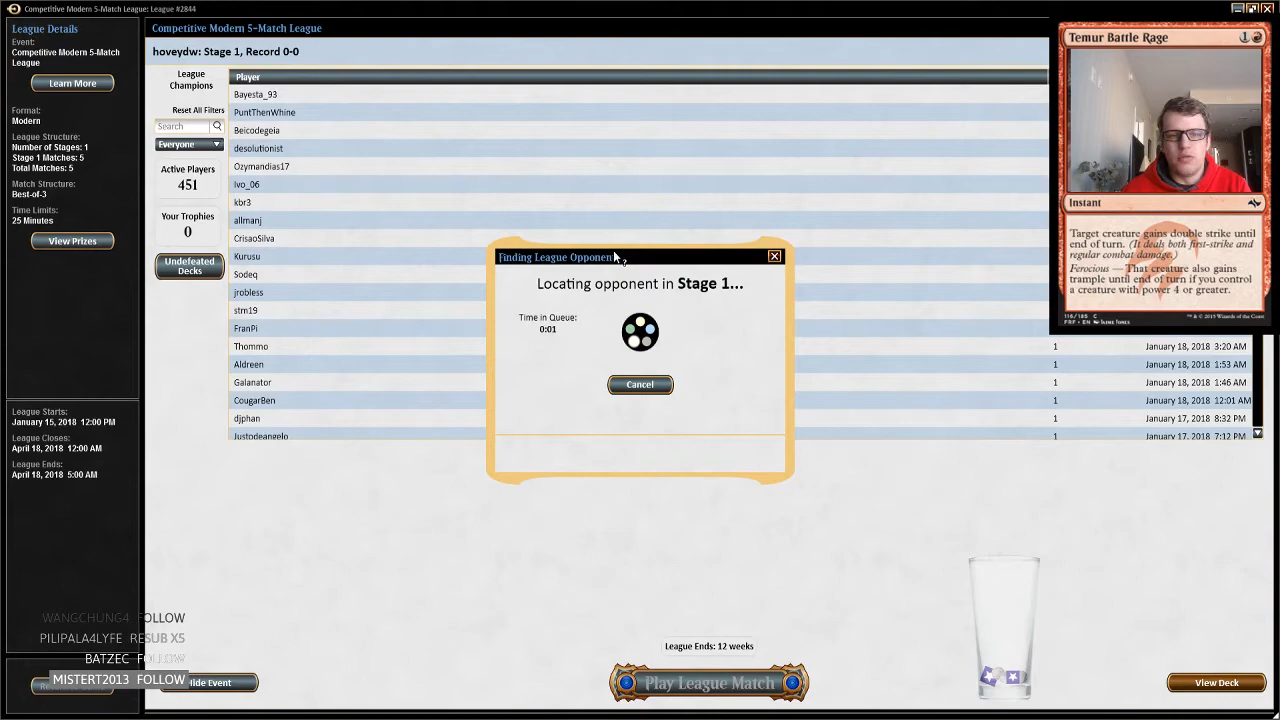 Competitive Modern 5-Match League: League #2844
League Details
Event:
Competitive Modern 5-Match
League
Learn More
Format:
Modern
League Structure:
Number of Stages: 1
Stage 1 Matches: 5
Total Matches: 5
Match Structure:
Best-of-3
Time Limits:
25 Minutes
View Prizes
League Starts:
January 15, 2018 12:00 PM
League Closes:
April 18, 2018 12:00 AM
League Ends:
April 18, 2018 5:00 AM
Competitive Modern 5-Match League
hoveydw: Stage 1, Record 0-0
League
Champions
Reset All Filters
Search
Everyone
Active Players
451
Your Trophies
0
Undefeated
Decks
Player
Bayesta_93
PuntThenWhine
Beicodegeia
desolutionist
Ozymandias17
Ivo_06
kbr3
allmanj
CrisaoSilva
Kurusu
Sodeq
jrobless
stm19
FranPi
Thommo 1 January 18, 2018 3:20 AM
Aldreen 1 January 18, 2018 1:53 AM
Galanator 1 January 18, 2018 1:46 AM
CougarBen 1 January 18, 2018 12:01 AM
djphan 1 January 17, 2018 8:32 PM
Justodeangelo 1 January 17, 2018 7:12 PM
Finding League Opponent
Locating opponent in Stage 1...
Time in Queue:
0:01
Cancel
Temur Battle Rage 1
Instant
Target creature gains double strike until
end of turn. (It deals both first-strike and
regular combat damage.)
Ferocious — That creature also gains
trample until end of turn if you control
a creature with power 4 or greater.
116/185 C
FRF • EN
™ & © 2015 Wizards of the Coast
WANGCHUNG4 FOLLOW
PILIPALA4LYFE RESUB X5
BATZEC FOLLOW
MISTERT2013 FOLLOW
Hide Event
League Ends: 12 weeks
Play League Match
View Deck